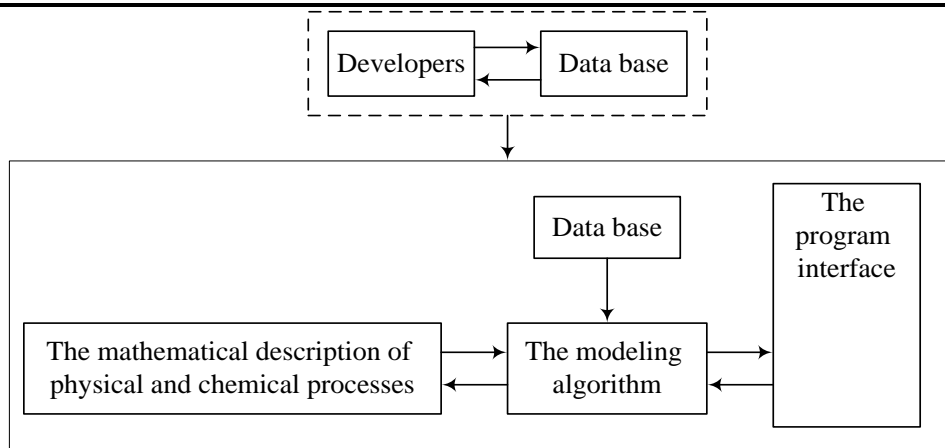 Developers
Data base
Data base
The
program
interface
The mathematical description of
physical and chemical processes
The modeling
algorithm